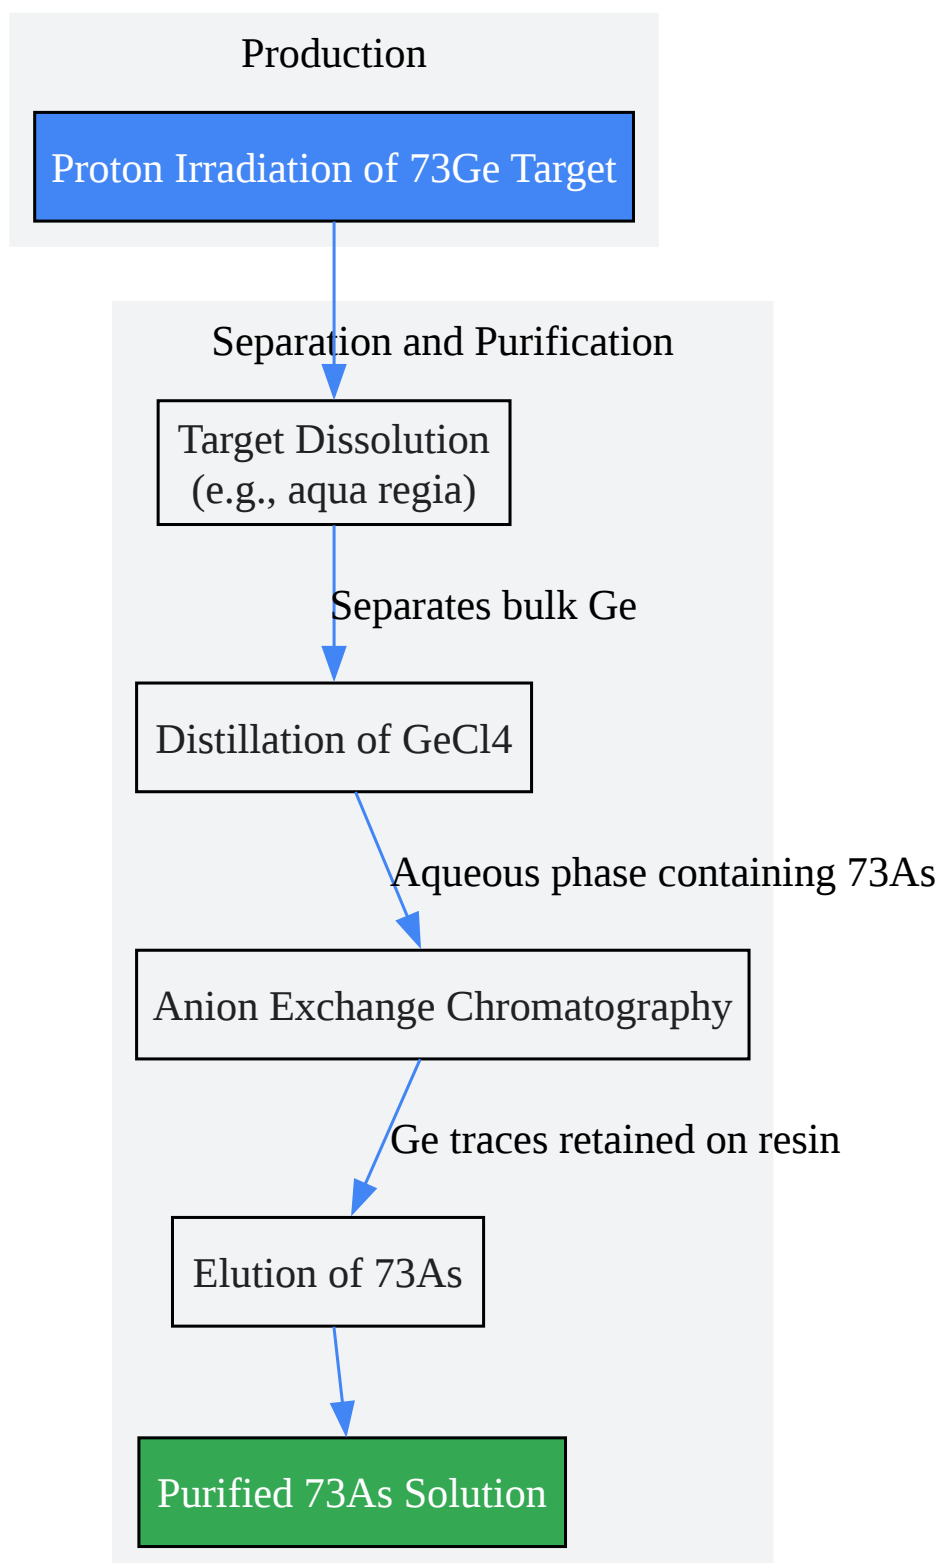 Production
Proton Irradiation of 73Ge Target
Separation and Purification
Target Dissolution
(e.g., aqua regia)
Separates bulk Ge
Distillation of GeCl4
Aqueous phase containing 73As
Anion Exchange Chromatography
Ge traces retained on resin
Elution of 73As
Purified 73As Solution